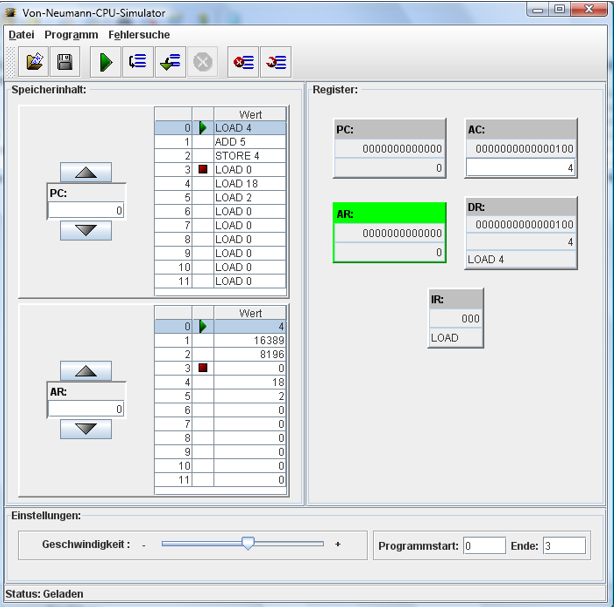 Von-Neumann-CPU-Simulator
Datei Programm Fehlersuche
Speicherinhalt:
PC:
0
Wert
0 LOAD 4
1 ADD 5
2 STORE 4
3 LOAD 0
4 LOAD 18
5 LOAD 2
6 LOAD 0
7 LOAD 0
8 LOAD 0
9 LOAD 0
10 LOAD 0
11 LOAD 0
AR:
0
Wert
0 4
1 16389
2 8196
3 0
4 18
5 2
6 0
7 0
8 0
9 0
10 0
11 0
Register:
PC:
0000000000000
0
AC:
0000000000000100
4
AR:
0000000000000
0
DR:
0000000000000100
4
LOAD 4
IR:
000
LOAD
Einstellungen:
Geschwindigkeit : - +
Programmstart: 0 Ende: 3
Status: Geladen